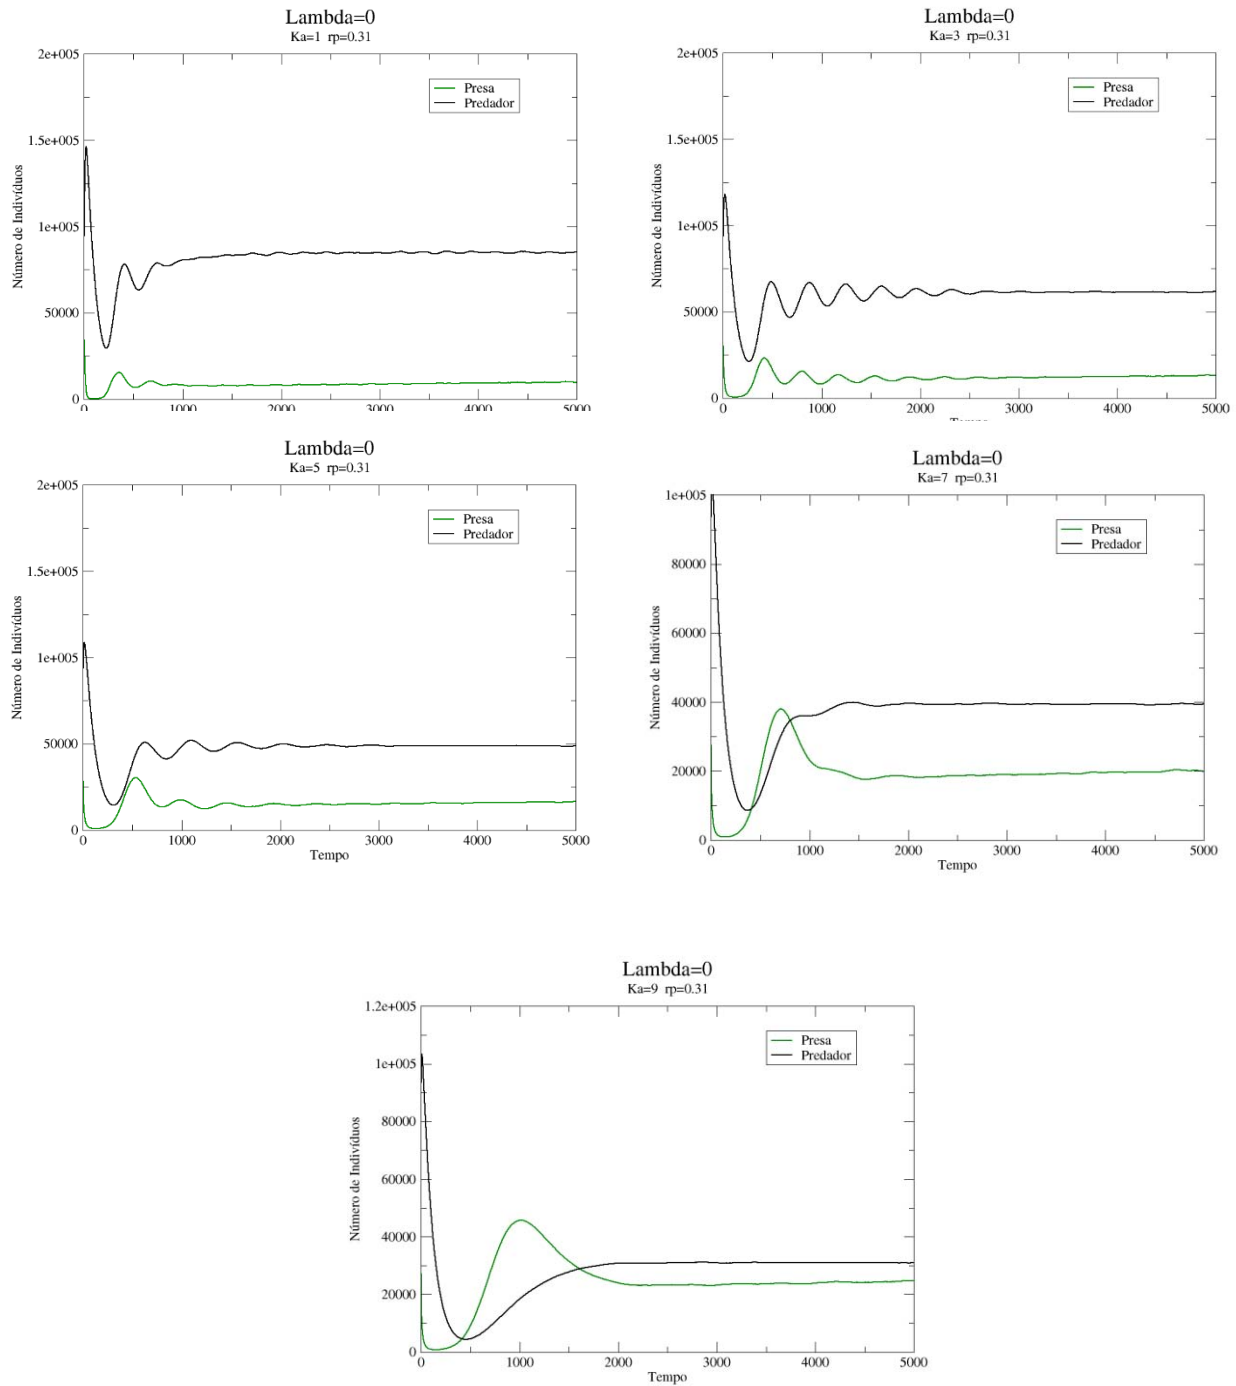 Lambda=0
Ka=1 rp=0.31
2e+005
1.5e+005
1e+005
50000
0
Número de Indivíduos
Presa
Predador
0 1000 2000 3000 4000 5000
Lambda=0
Ka=3 rp=0.31
2e+005
1.5e+005
1e+005
50000
0
Número de Indivíduos
Presa
Predador
0 1000 2000 3000 4000 5000
Lambda=0
Ka=5 rp=0.31
2e+005
1.5e+005
1e+005
50000
0
Número de Indivíduos
Presa
Predador
0 1000 2000 3000 4000 5000
Tempo
Lambda=0
Ka=7 rp=0.31
1e+005
80000
60000
40000
20000
0
Número de Indivíduos
Presa
Predador
0 1000 2000 3000 4000 5000
Tempo
Lambda=0
Ka=9 rp=0.31
1.2e+005
1e+005
80000
60000
40000
20000
0
Número de Indivíduos
Presa
Predador
0 1000 2000 3000 4000 5000
Tempo